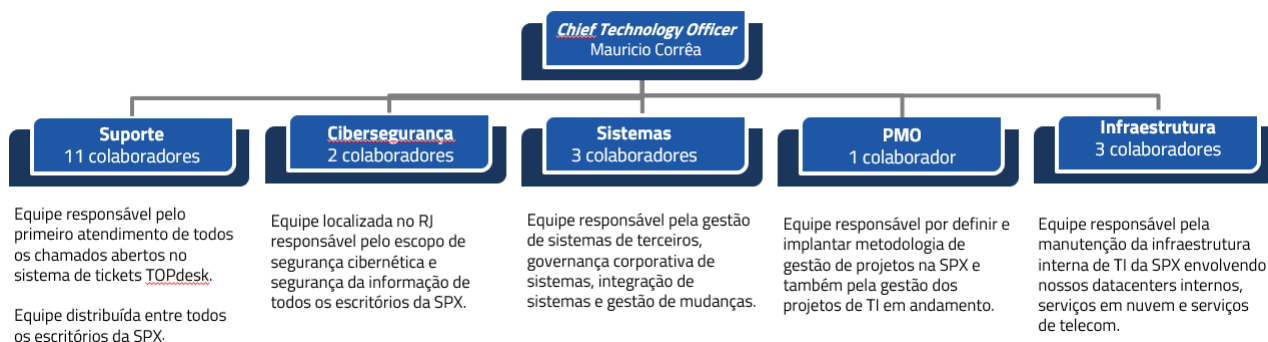 Chief Technology Officer
Mauricio Corrêa
Suporte
11 colaboradores
Cibersegurança
2 colaboradores
Sistemas
3 colaboradores
PMO
1 colaborador
Infraestrutura
3 colaboradores
Equipe responsável pelo
primeiro atendimento de todos
os chamados abertos no
sistema de tickets TOPdesk.
Equipe distribuída entre todos
os escritórios da SPX.
Equipe localizada no RJ
responsável pelo escopo de
segurança cibernética e
segurança da informação de
todos os escritórios da SPX.
Equipe responsável pela gestão
de sistemas de terceiros,
governança corporativa de
sistemas, integração de
sistemas e gestão de mudanças.
Equipe responsável por definir e
implantar metodologia de
gestão de projetos na SPX e
também pela gestão dos
projetos de TI em andamento.
Equipe responsável pela
manutenção da infraestrutura
interna de TI da SPX envolvendo
nossos datacenters internos,
serviços em nuvem e serviços
de telecom.